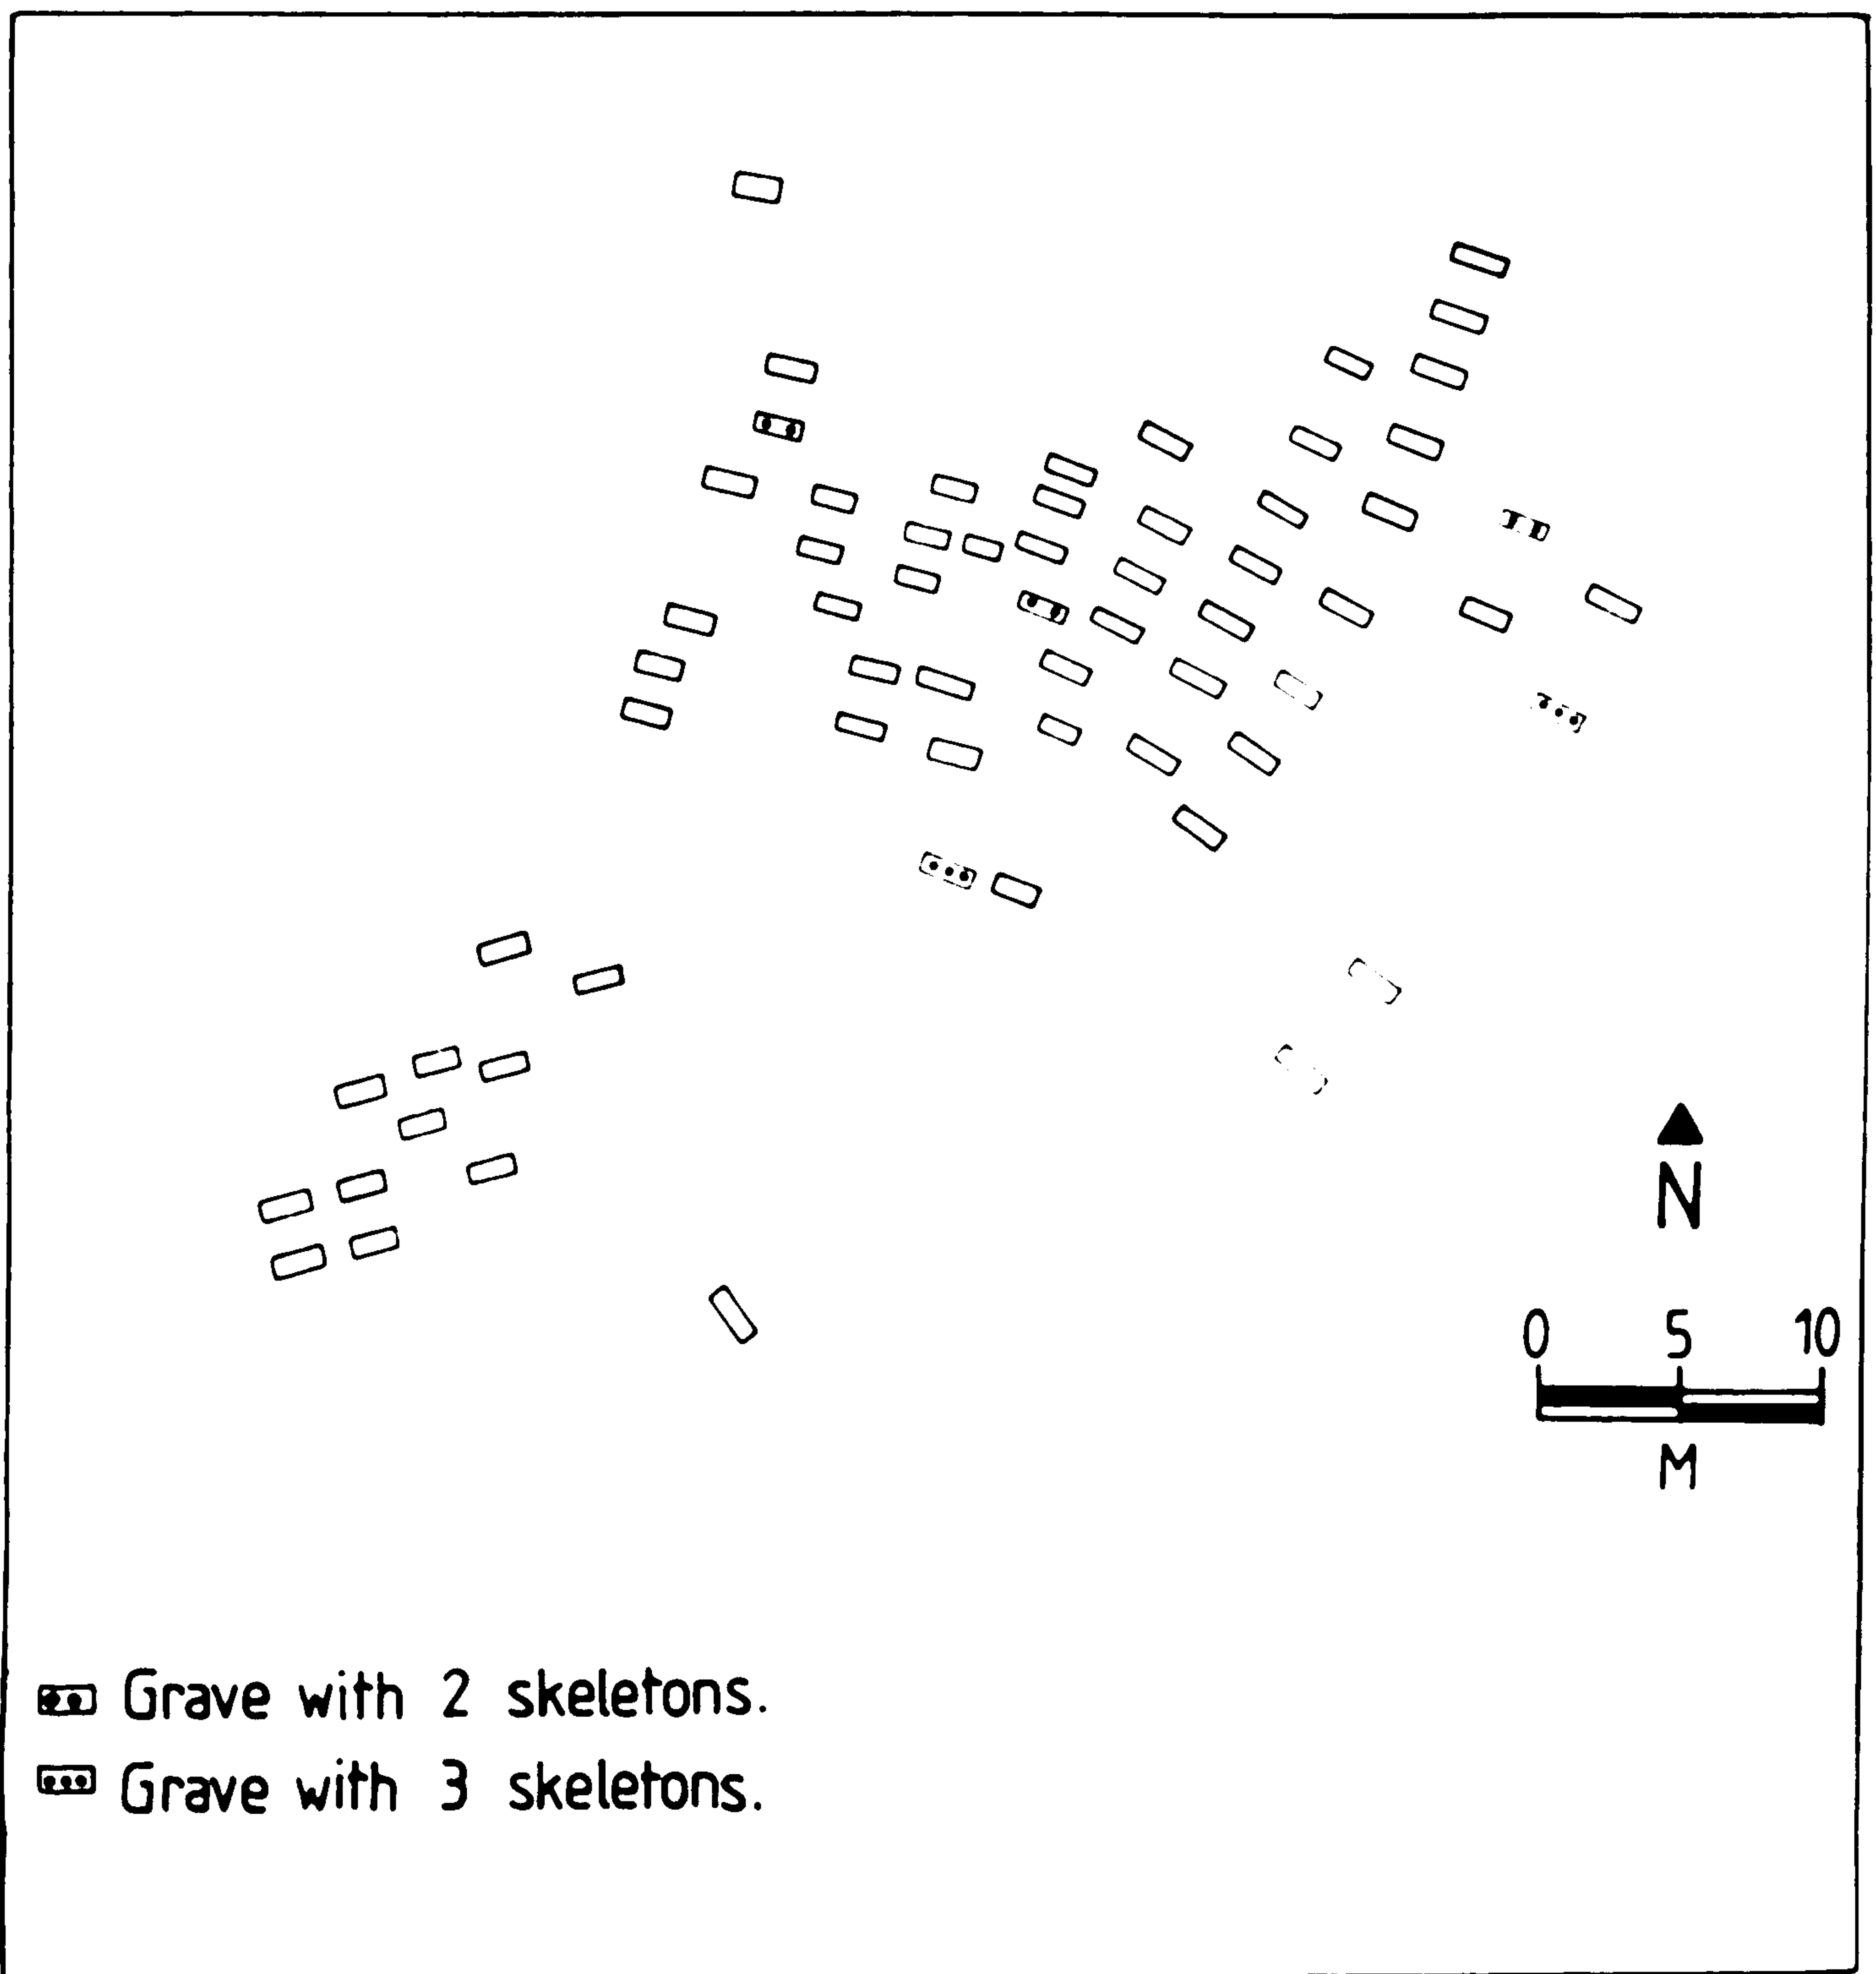 N
0 5 10
M
Grave with 2 skeletons.
Grave with 3 skeletons.